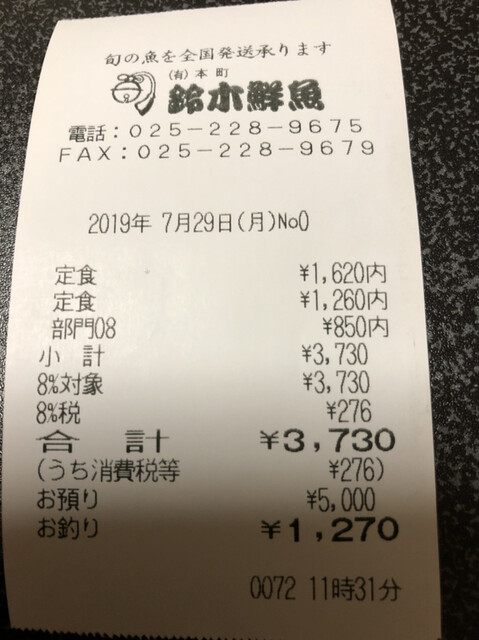 旬の魚を全国発送承ります
(有)本町
鈴木鮮魚
電話：025－228－9675
FAX：025－228－9679
2019年 7月29日(月)No0
定食 ¥1,620内
定食 ¥1,260内
部門08 ¥850内
小 計 ¥3,730
8%対象 ¥3,730
8%税 ¥276
合 計 ¥3,730
(うち消費税等 ¥276)
お預り ¥5,000
お釣り ¥1,270
0072 11時31分